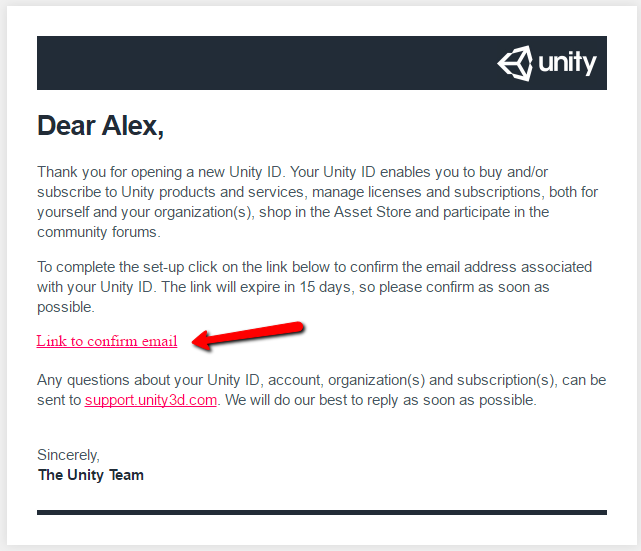 unity
Dear Alex,
Thank you for opening a new Unity ID. Your Unity ID enables you to buy and/or
subscribe to Unity products and services, manage licenses and subscriptions, both for
yourself and your organization(s), shop in the Asset Store and participate in the
community forums.
To complete the set-up click on the link below to confirm the email address associated
with your Unity ID. The link will expire in 15 days, so please confirm as soon as
possible.
Link to confirm email
Any questions about your Unity ID, account, organization(s) and subscription(s), can be
sent to support.unity3d.com. We will do our best to reply as soon as possible.
Sincerely,
The Unity Team